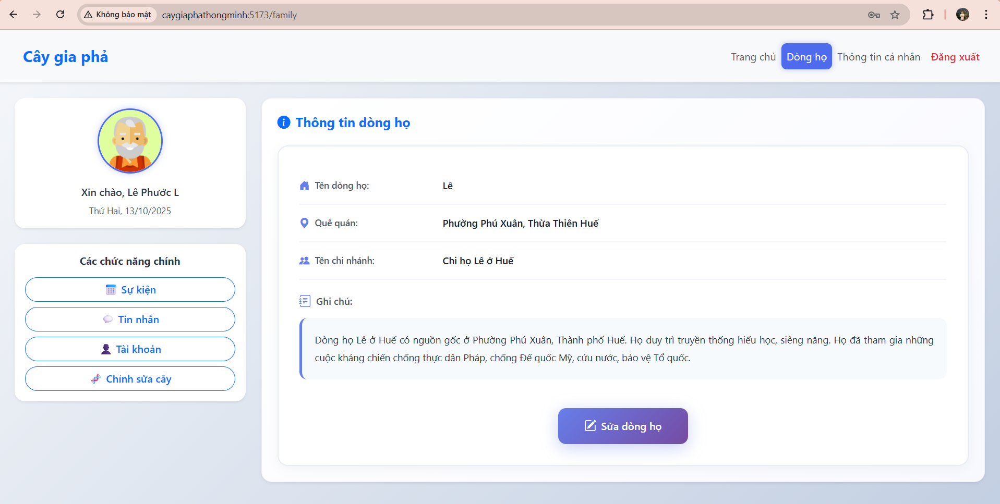 Không bảo mật
caygiaphathongminh:5173/family
Cây gia phả
Trang chủ
Dòng họ
Thông tin cá nhân
Đăng xuất
Xin chào, Lê Phước L
Thứ Hai, 13/10/2025
Các chức năng chính
Sự kiện
Tin nhắn
Tài khoản
Chỉnh sửa cây
Thông tin dòng họ
Tên dòng họ:
Lê
Quê quán:
Phường Phú Xuân, Thừa Thiên Huế
Tên chi nhánh:
Chi họ Lê ở Huế
Ghi chú:
Dòng họ Lê ở Huế có nguồn gốc ở Phường Phú Xuân, Thành phố Huế. Họ duy trì truyền thống hiếu học, siêng năng. Họ đã tham gia những
cuộc kháng chiến chống thực dân Pháp, chống Đế quốc Mỹ, cứu nước, bảo vệ Tổ quốc.
Sửa dòng họ